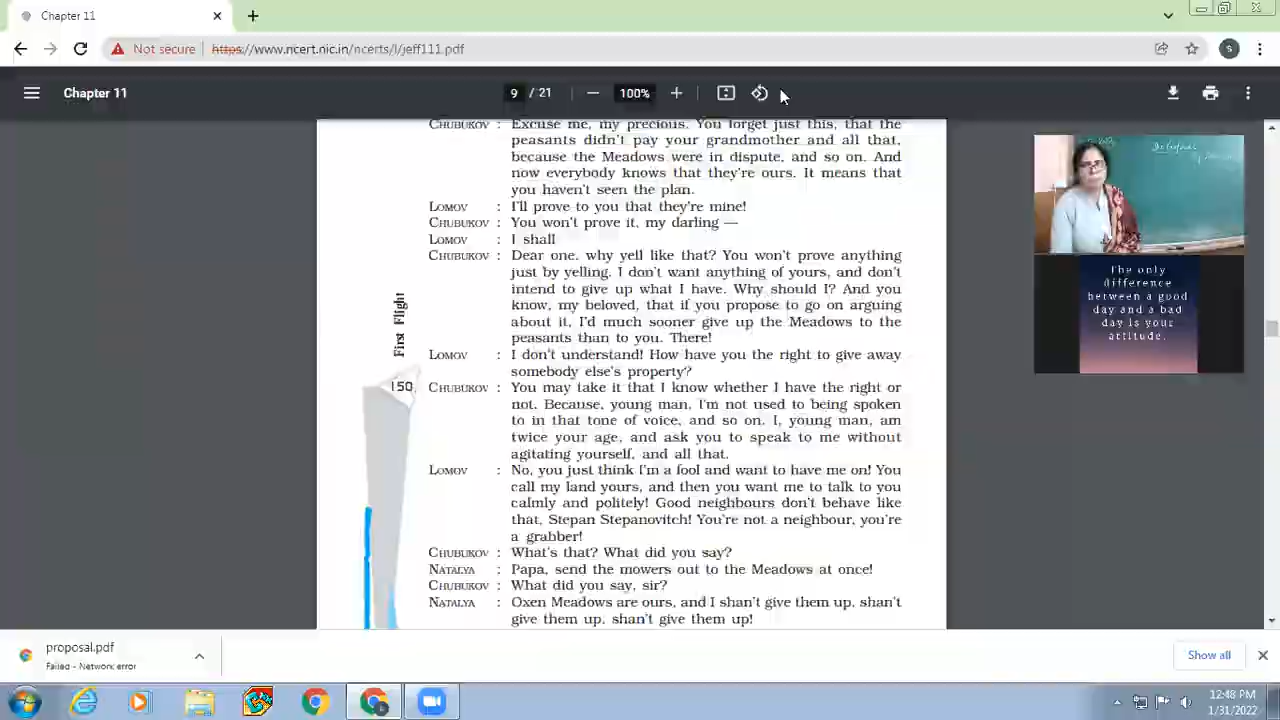 Chapter 11
Not secure https://www.ncert.nic.in/ncerts/l/jeff111.pdf
S
Chapter 11
9 / 21
100%
CHUBUKOV : Excuse me, my precious. You forget just this, that the
peasants didn't pay your grandmother and all that,
because the Meadows were in dispute, and so on. And
now everybody knows that they're ours. It means that
you haven't seen the plan.
LOMOV : I'll prove to you that they're mine!
CHUBUKOV : You won't prove it, my darling —
LOMOV : I shall
CHUBUKOV : Dear one, why yell like that? You won't prove anything
just by yelling. I don't want anything of yours, and don't
intend to give up what I have. Why should I? And you
know, my beloved, that if you propose to go on arguing
about it, I'd much sooner give up the Meadows to the
peasants than to you. There!
LOMOV : I don't understand! How have you the right to give away
somebody else's property?
CHUBUKOV : You may take it that I know whether I have the right or
not. Because, young man, I'm not used to being spoken
to in that tone of voice, and so on. I, young man, am
twice your age, and ask you to speak to me without
agitating yourself, and all that.
LOMOV : No, you just think I'm a fool and want to have me on! You
call my land yours, and then you want me to talk to you
calmly and politely! Good neighbours don't behave like
that, Stepan Stepanovitch! You're not a neighbour, you're
a grabber!
CHUBUKOV : What's that? What did you say?
NATALYA : Papa, send the mowers out to the Meadows at once!
CHUBUKOV : What did you say, sir?
NATALYA : Oxen Meadows are ours, and I shan't give them up, shan't
give them up, shan't give them up!
First Flight
150
The only
difference
between a good
day and a bad
day is your
attitude.
proposal.pdf
Failed - Network error
Show all
12:48 PM
1/31/2022